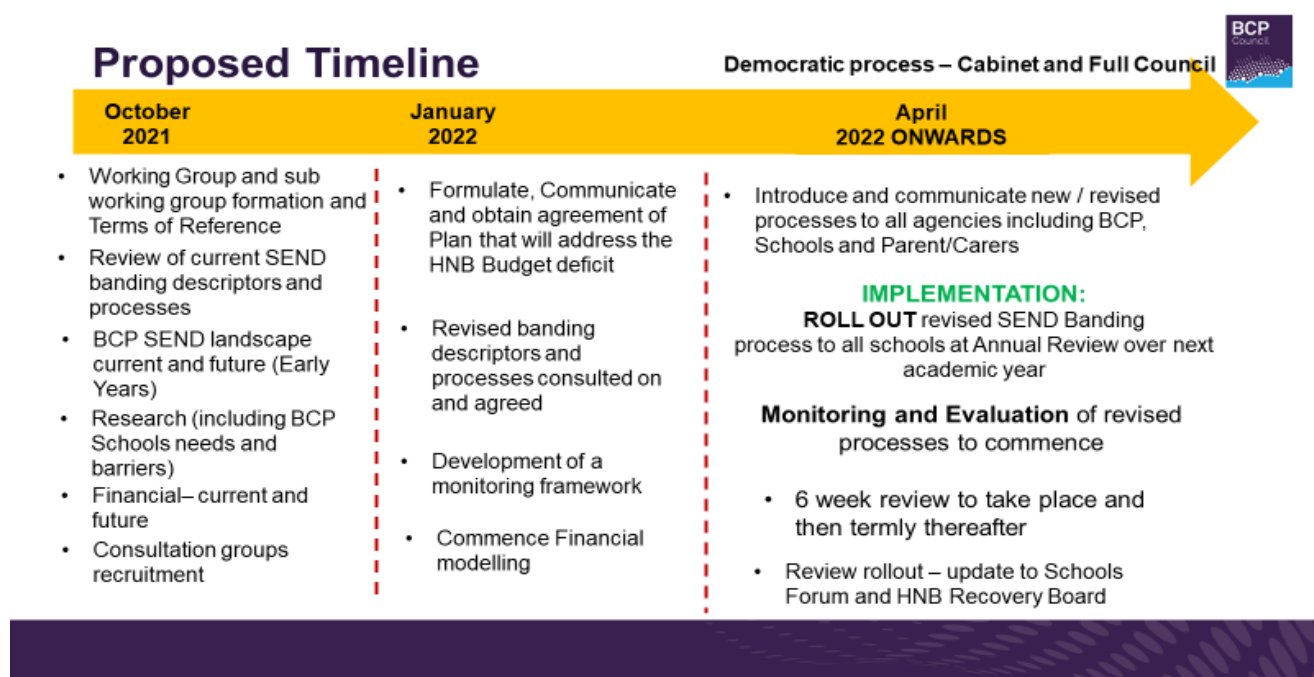 BCP
Council
Proposed Timeline
Democratic process – Cabinet and Full Council
October
2021
January
2022
April
2022 ONWARDS
• Working Group and sub
working group formation and
Terms of Reference
• Review of current SEND
banding descriptors and
processes
• BCP SEND landscape
current and future (Early
Years)
• Research (including BCP
Schools needs and
barriers)
• Financial– current and
future
• Consultation groups
recruitment
• Formulate, Communicate
and obtain agreement of
Plan that will address the
HNB Budget deficit
• Revised banding
descriptors and
processes consulted on
and agreed
• Development of a
monitoring framework
• Commence Financial
modelling
• Introduce and communicate new / revised
processes to all agencies including BCP,
Schools and Parent/Carers
IMPLEMENTATION:
ROLL OUT revised SEND Banding
process to all schools at Annual Review over next
academic year
Monitoring and Evaluation of revised
processes to commence
• 6 week review to take place and
then termly thereafter
• Review rollout – update to Schools
Forum and HNB Recovery Board